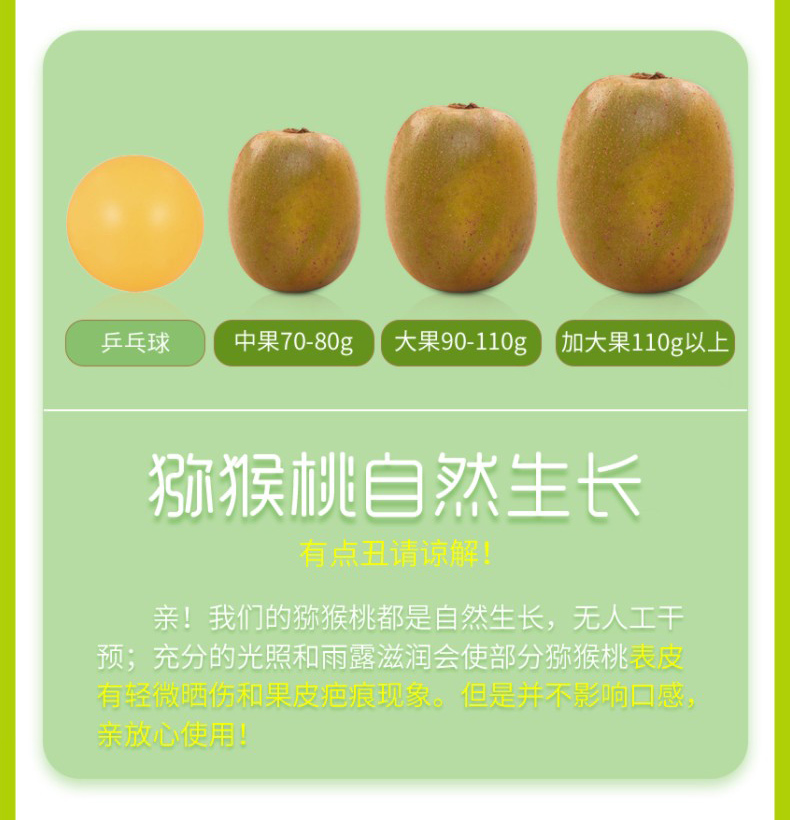 乒乓球
中果70-80g
大果90-110g
加大果110g以上
猕猴桃自然生长
有点丑请谅解！
亲！我们的猕猴桃都是自然生长，无人工干
预；充分的光照和雨露滋润会使部分猕猴桃表皮
有轻微晒伤和果皮疤痕现象。但是并不影响口感，
亲放心使用！